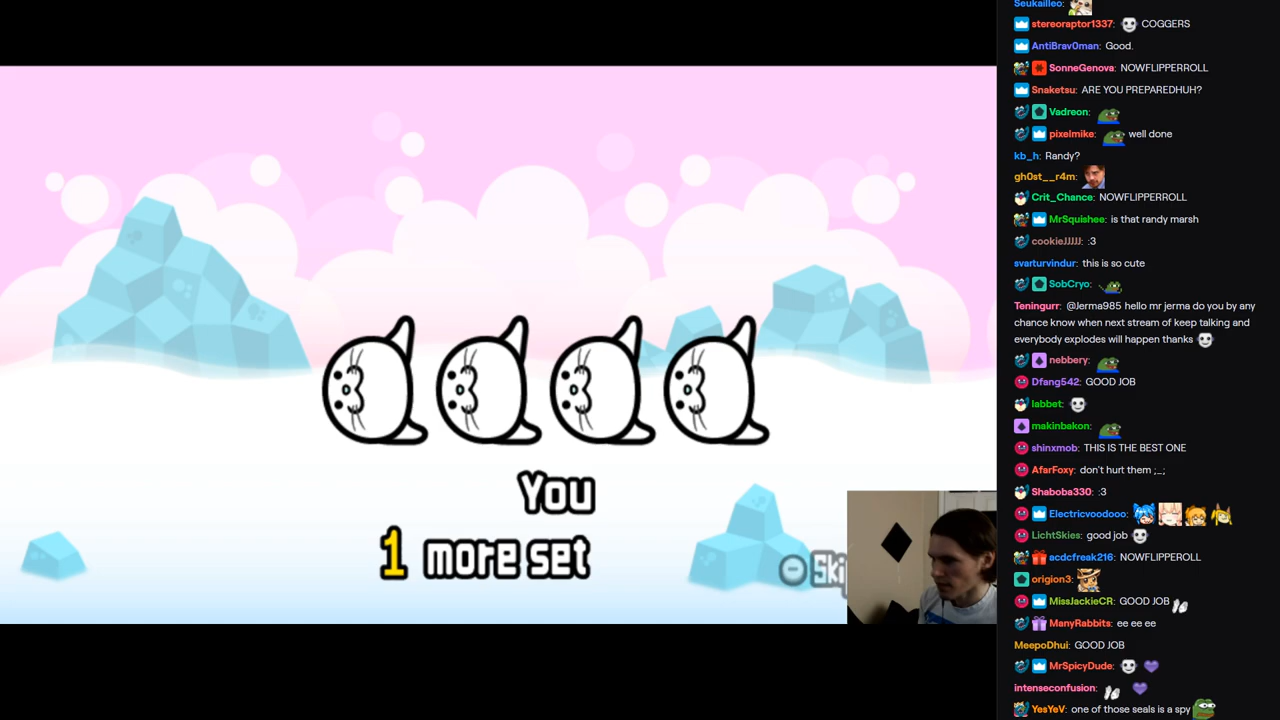 You
1 more set
Ski
Seukailleo:
stereoraptor1337: COGGERS
AntiBrav0man: Good.
SonneGenova: NOWFLIPPERROLL
Snaketsu: ARE YOU PREPAREDHUH?
Vadreon:
pixelmike: well done
kb_h: Randy?
gh0st__r4m:
Crit_Chance: NOWFLIPPERROLL
MrSquishee: is that randy marsh
cookieJJJJJ: :3
svarturvindur: this is so cute
SobCryo:
Teningurr: @Jerma985 hello mr jerma do you by any
chance know when next stream of keep talking and
everybody explodes will happen thanks
nebbery:
Dfang542: GOOD JOB
labbet:
makinbakon:
shinxmob: THIS IS THE BEST ONE
AfarFoxy: don't hurt them ;_;
Shaboba330: :3
Electricvoodooo:
LichtSkies: good job
acdcfreak216: NOWFLIPPERROLL
origion3:
MissJackieCR: GOOD JOB
ManyRabbits: ee ee ee
MeepoDhui: GOOD JOB
MrSpicyDude:
intenseconfusion:
YesYeV: one of those seals is a spy